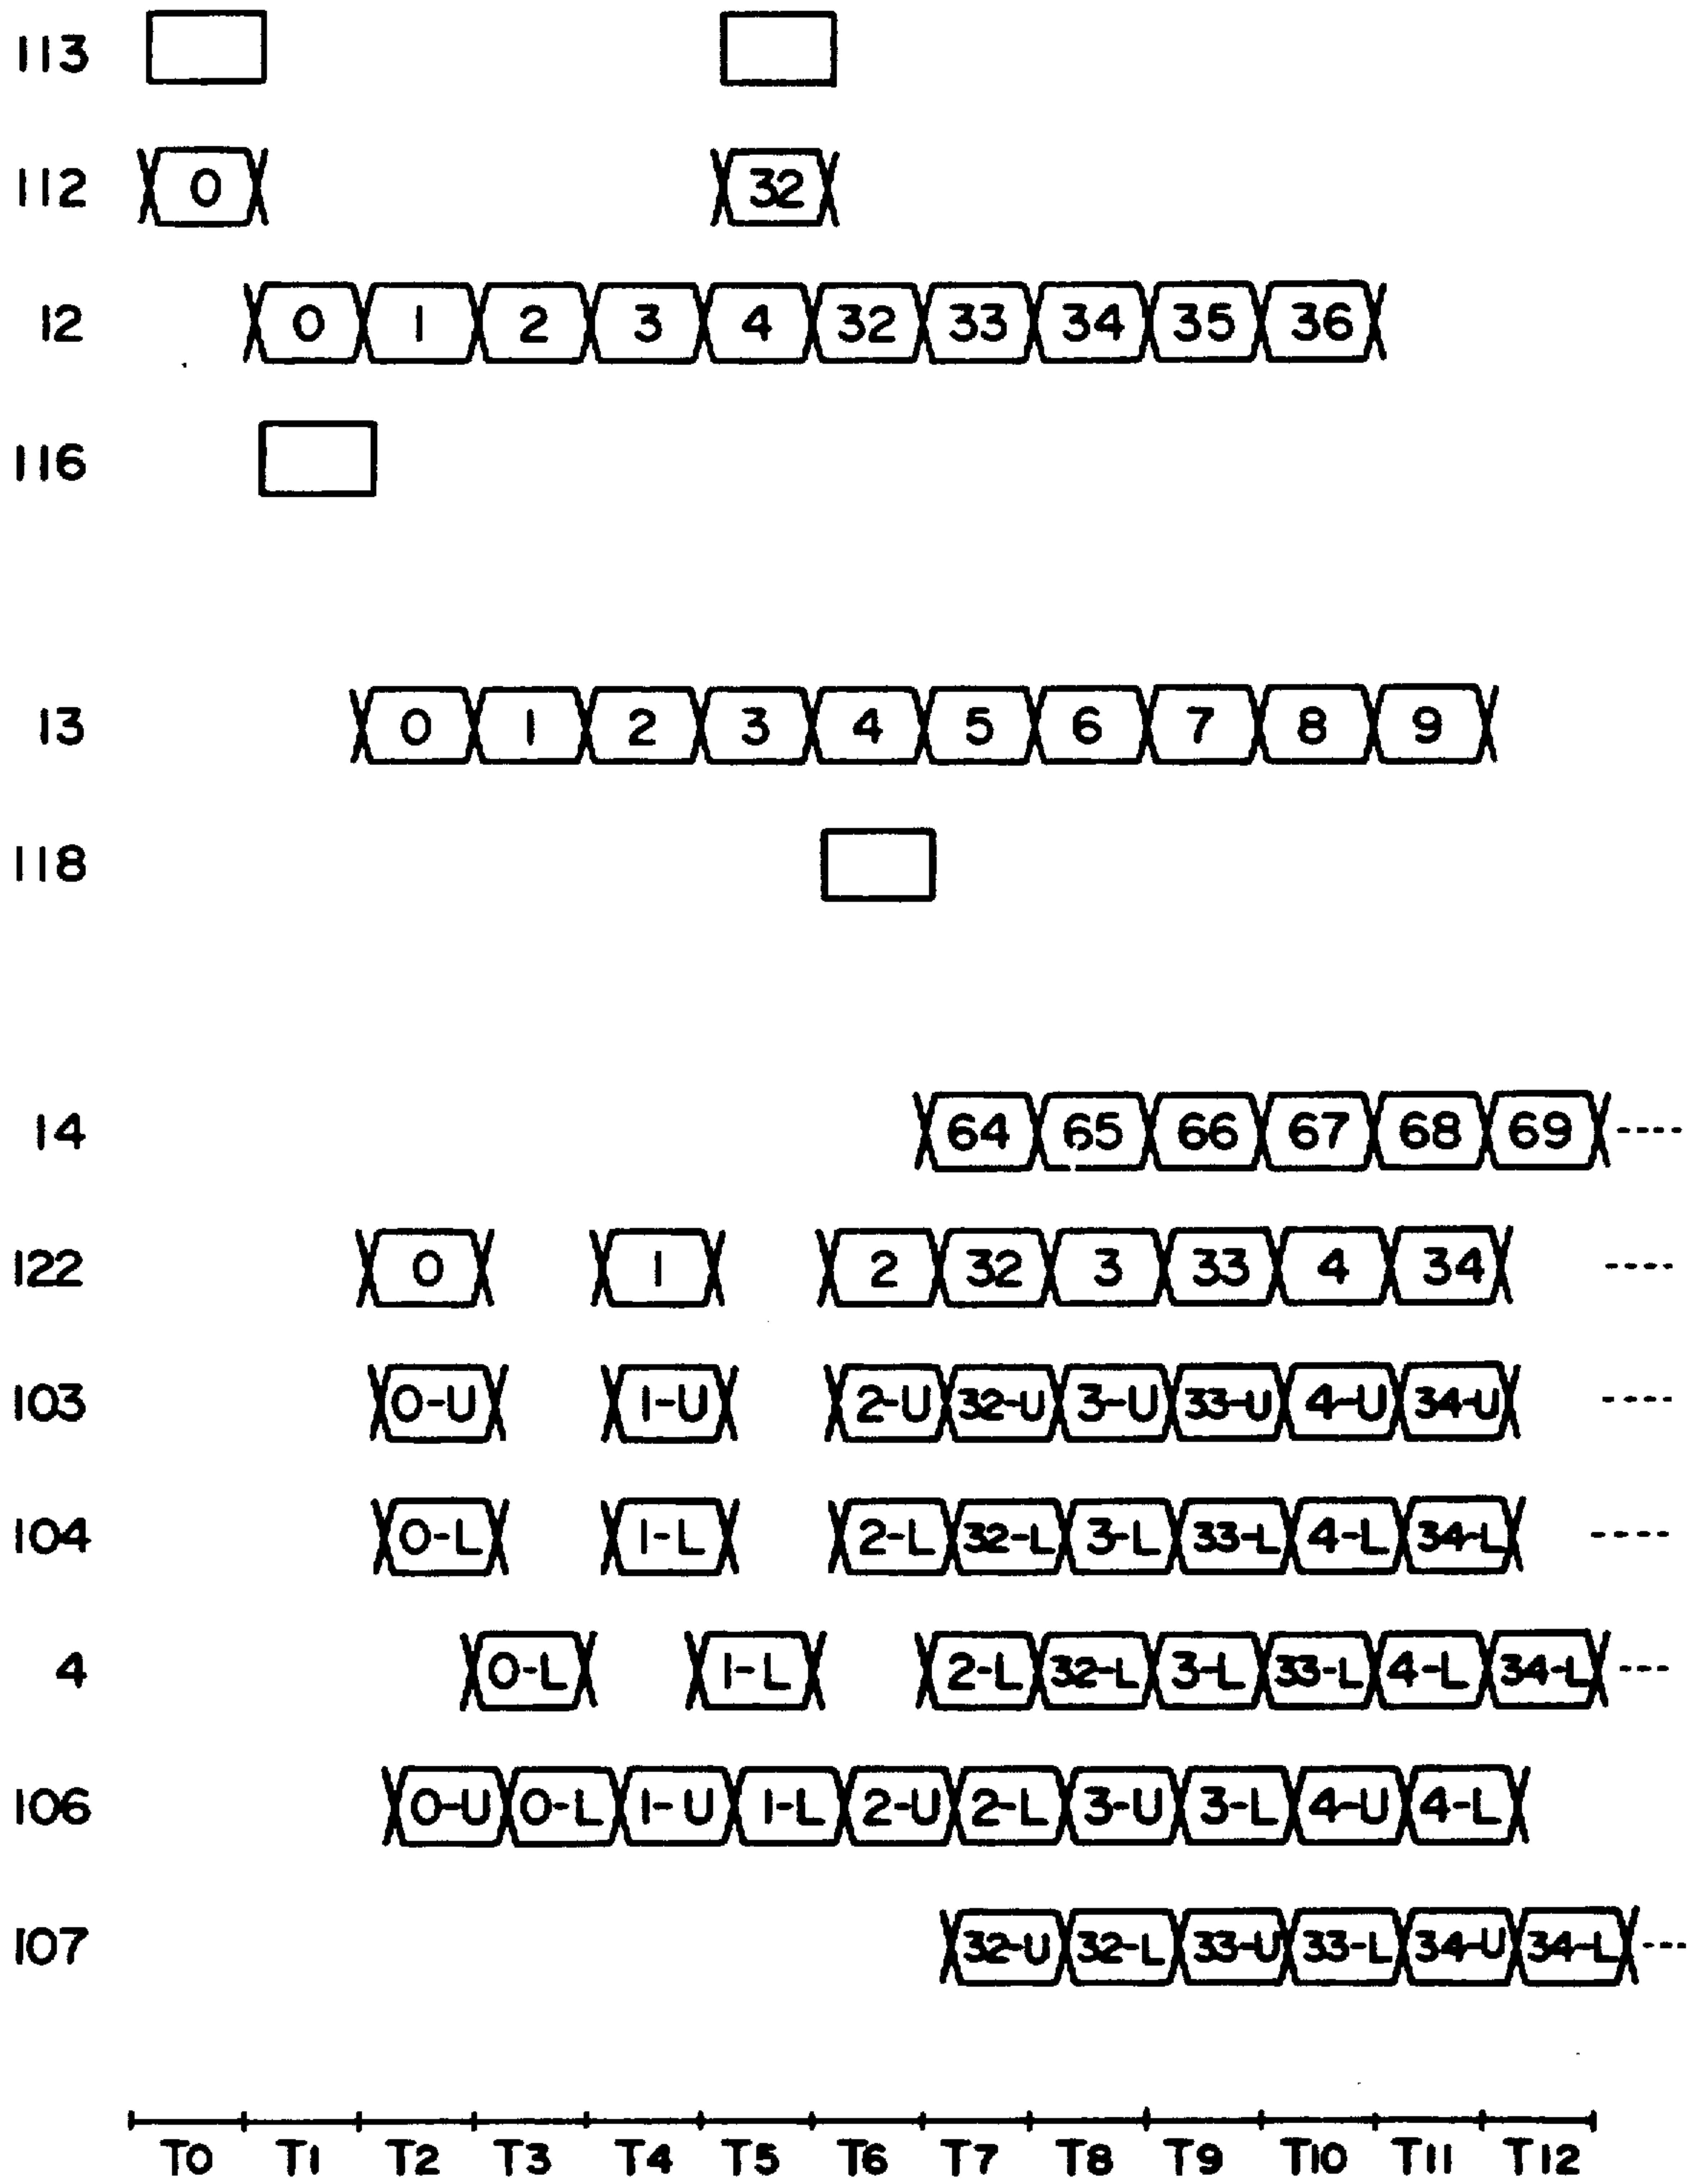 113
112 0 32
12 0 1 2 3 4 32 33 34 35 36
116
13 0 1 2 3 4 5 6 7 8 9
118
14 64 65 66 67 68 69 ----
122 0 1 2 32 3 33 4 34 ----
103 0-U 1-U 2-U 32-U 3-U 33-U 4-U 34-U ----
104 0-L 1-L 2-L 32-L 3-L 33-L 4-L 34-L ----
4 0-L 1-L 2-L 32-L 3-L 33-L 4-L 34-L ---
106 0-U 0-L 1-U 1-L 2-U 2-L 3-U 3-L 4-U 4-L
107 32-U 32-L 33-U 33-L 34-U 34-L ---
T0 T1 T2 T3 T4 T5 T6 T7 T8 T9 T10 T11 T12